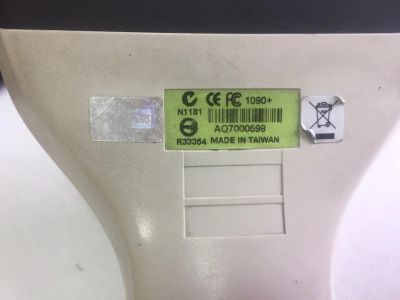 CE FC 1090+
N1181
AQ7000598
R33354 MADE IN TAIWAN